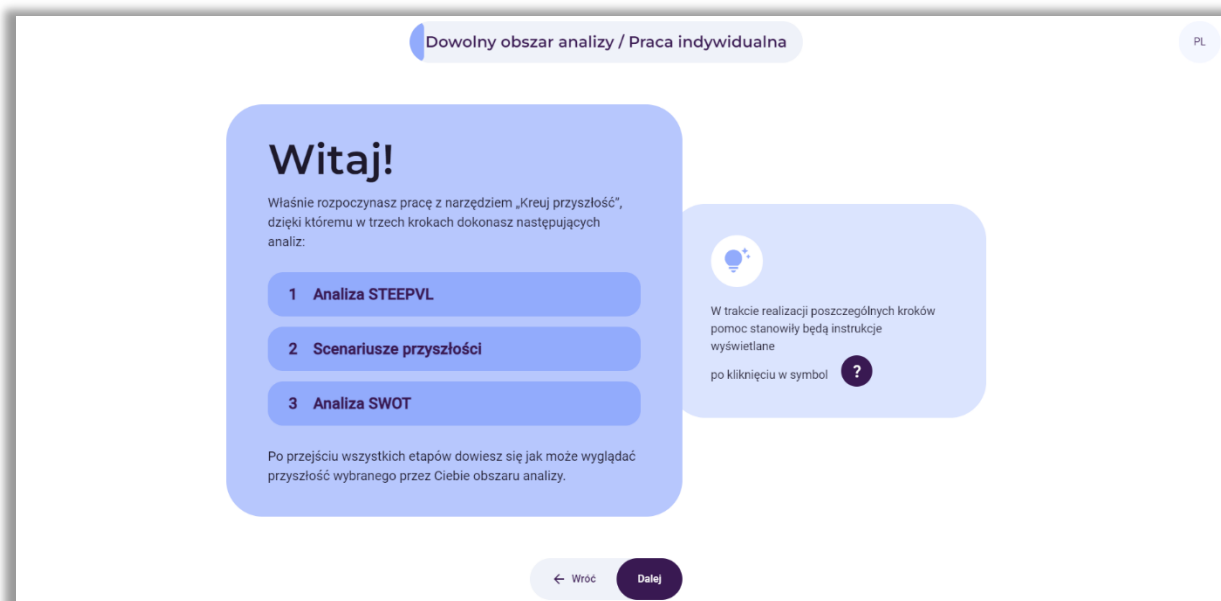 Dowolny obszar analizy / Praca indywidualna
PL
Witaj!
Właśnie rozpoczynasz pracę z narzędziem „Kreuj przyszłość”,
dzięki któremu w trzech krokach dokonasz następujących
analiz:
1 Analiza STEEPVL
2 Scenariusze przyszłości
3 Analiza SWOT
Po przejściu wszystkich etapów dowiesz się jak może wyglądać
przyszłość wybranego przez Ciebie obszaru analizy.
W trakcie realizacji poszczególnych kroków
pomoc stanowiły będą instrukcje
wyświetlane
po kliknięciu w symbol ?
← Wróć
Dalej